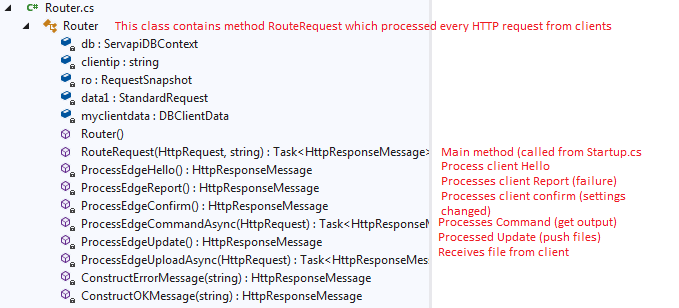 Router.cs
Router This class contains method RouteRequest which processed every HTTP request from clients
db : ServapiDBContext
clientip : string
ro : RequestSnapshot
data1 : StandardRequest
myclientdata : DBClientData
Router()
RouteRequest(HttpRequest, string) : Task<HttpResponseMessage> Main method (called from Startup.cs
ProcessEdgeHello() : HttpResponseMessage Process client Hello
ProcessEdgeReport() : HttpResponseMessage Processes client Report (failure)
ProcessEdgeConfirm() : HttpResponseMessage Processes client confirm (settings
changed)
ProcessEdgeCommandAsync(HttpRequest) : Task<HttpResponseMess Processes Command (get output)
ProcessEdgeUpdate() : HttpResponseMessage Processed Update (push files)
ProcessEdgeUploadAsync(HttpRequest) : Task<HttpResponseMess Receives file from client
ConstructErrorMessage(string) : HttpResponseMessage
ConstructOKMessage(string) : HttpResponseMessage